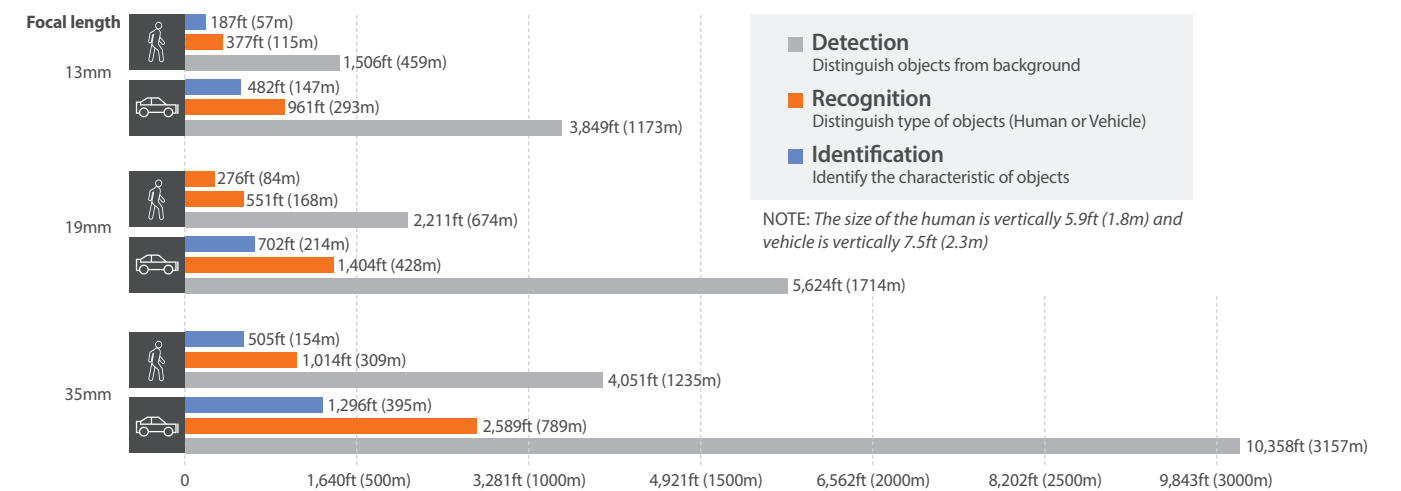 Focal length
187ft (57m)
377ft (115m)
1,506ft (459m)
13mm
482ft (147m)
961ft (293m)
3,849ft (1173m)
276ft (84m)
551ft (168m)
2,211ft (674m)
19mm
702ft (214m)
1,404ft (428m)
5,624ft (1714m)
505ft (154m)
1,014ft (309m)
4,051ft (1235m)
35mm
1,296ft (395m)
2,589ft (789m)
10,358ft (3157m)
0 1,640ft (500m) 3,281ft (1000m) 4,921ft (1500m) 6,562ft (2000m) 8,202ft (2500m) 9,843ft (3000m)
Detection
Distinguish objects from background
Recognition
Distinguish type of objects (Human or Vehicle)
Identification
Identify the characteristic of objects
NOTE: The size of the human is vertically 5.9ft (1.8m) and
vehicle is vertically 7.5ft (2.3m)